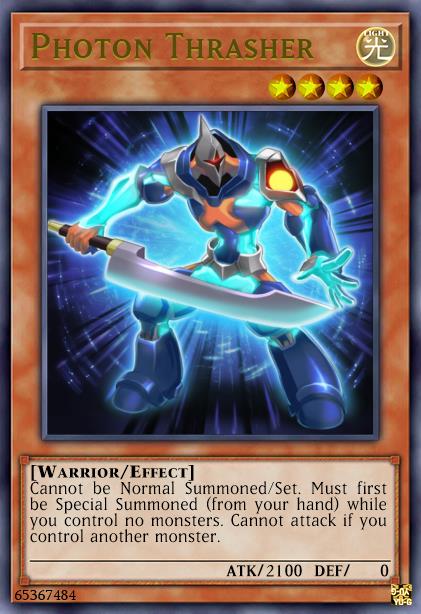 PHOTON THRASHER
LIGHT
光
[WARRIOR/EFFECT]
Cannot be Normal Summoned/Set. Must first
be Special Summoned (from your hand) while
you control no monsters. Cannot attack if you
control another monster.
ATK/2100 DEF/ 0
65367484